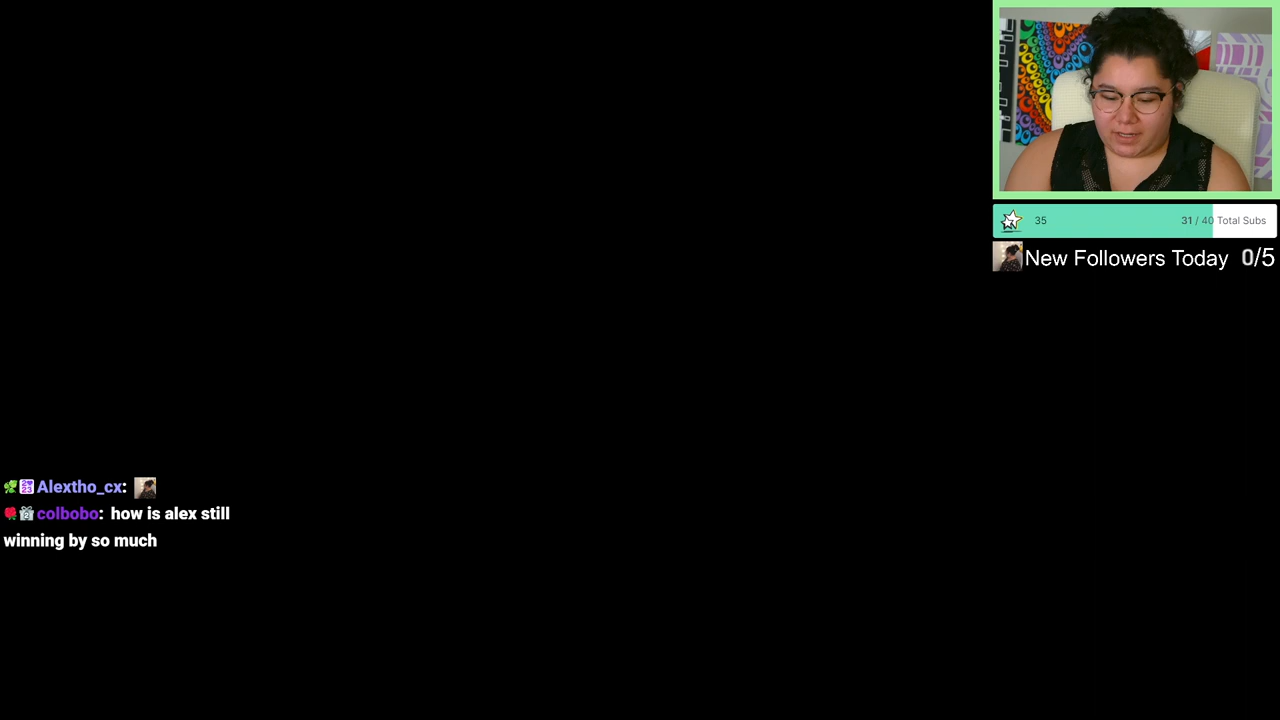 35 31 / 40 Total Subs
New Followers Today 0/5
Alextho_cx:
colbobo: how is alex still
winning by so much